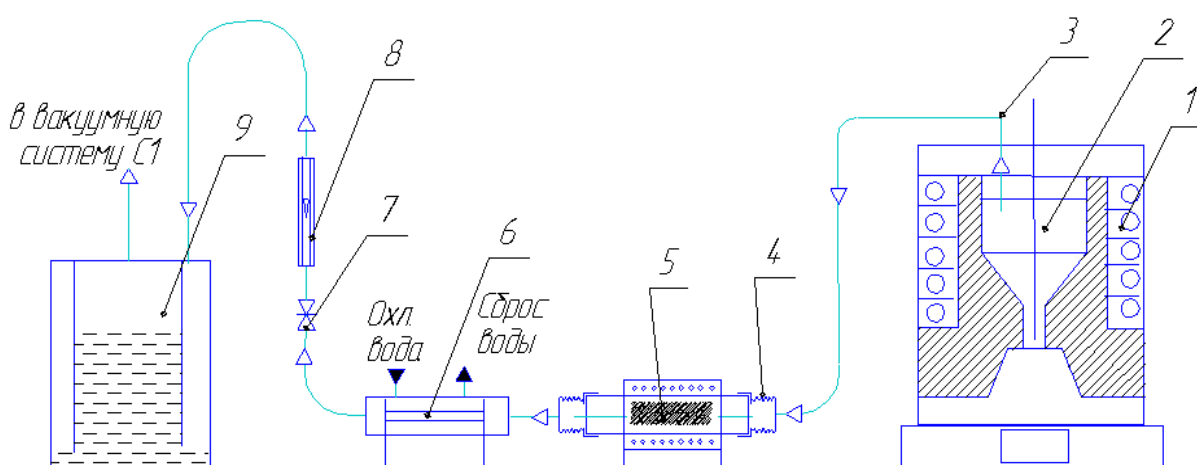 3
2
1
8
в вакуумную
систему С1
9
7
6
5
4
Охл.
вода
Сброс
воды